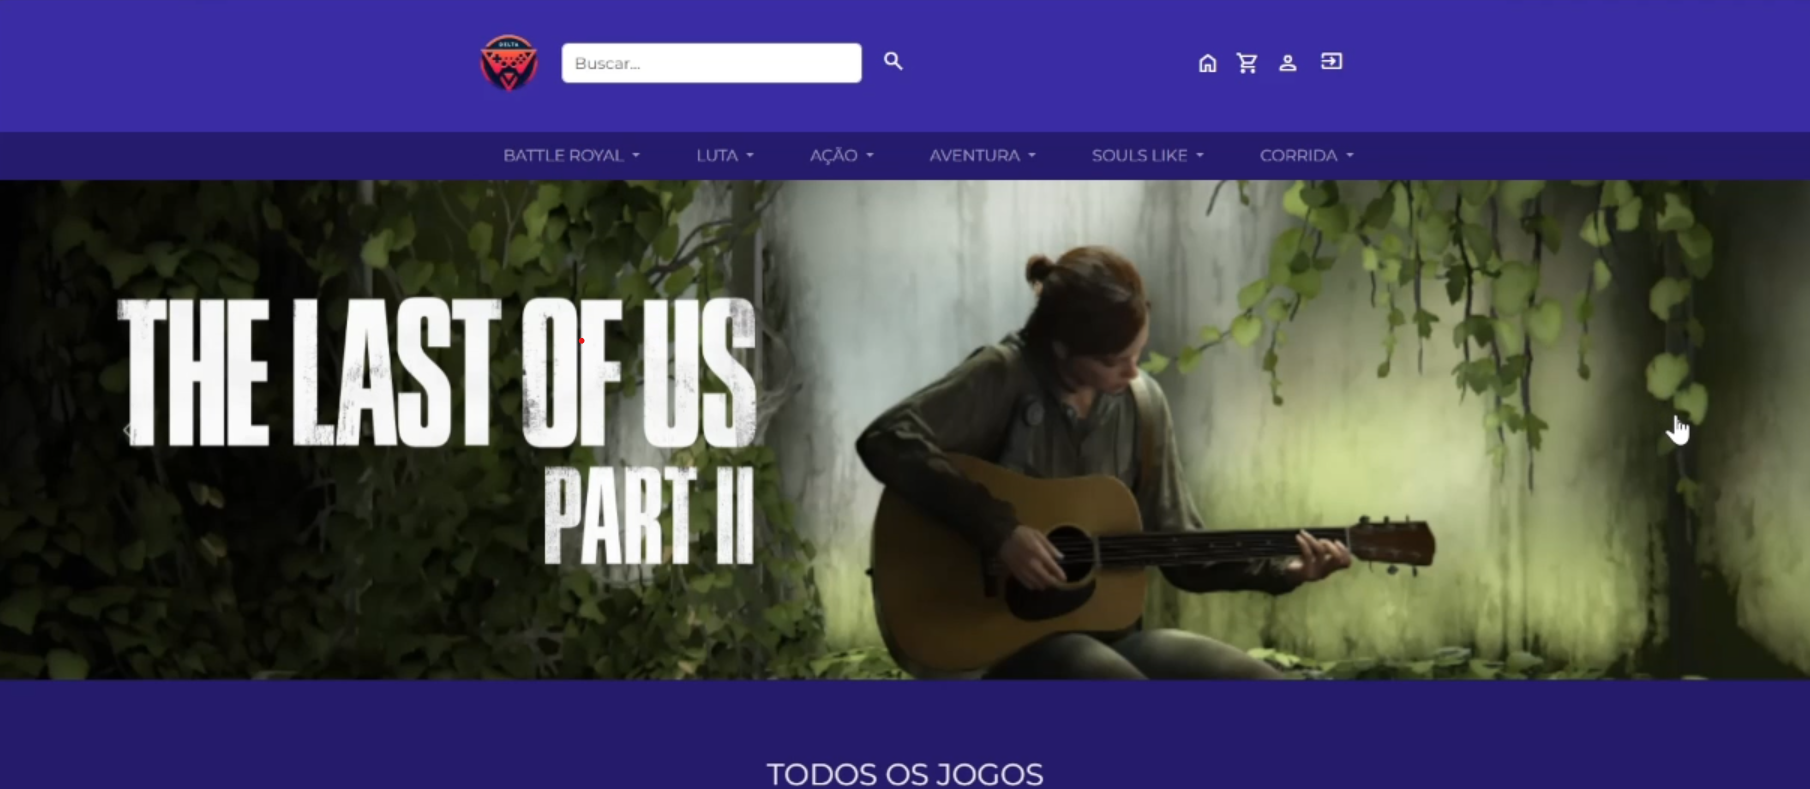 DELTA
Buscar...
BATTLE ROYAL LUTA AÇÃO AVENTURA SOULS LIKE CORRIDA
THE LAST OF US
PART II
TODOS OS JOGOS